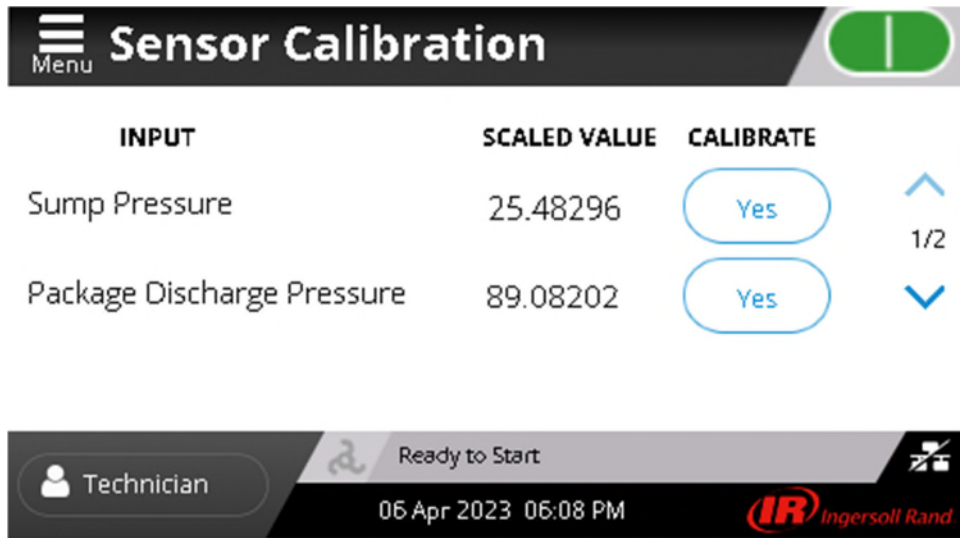 Menu Sensor Calibration
INPUT SCALED VALUE CALIBRATE
Sump Pressure 25.48296 Yes
1/2
Package Discharge Pressure 89.08202 Yes
Technician
Ready to Start
06 Apr 2023 06:08 PM
IR Ingersoll Rand